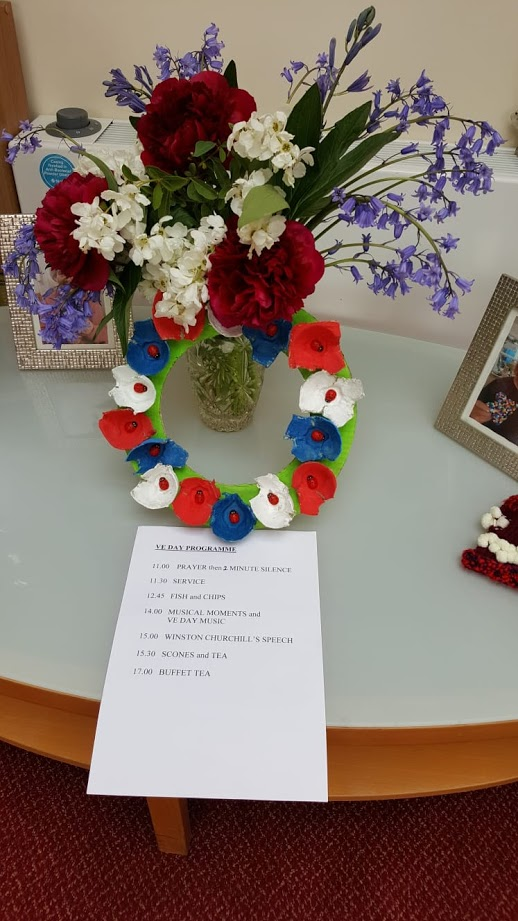 VE DAY PROGRAMME
11.00 PRAYER then 2 MINUTE SILENCE
11.30 SERVICE
12.45 FISH and CHIPS
14.00 MUSICAL MOMENTS and
VE DAY MUSIC
15.00 WINSTON CHURCHILL'S SPEECH
15.30 SCONES and TEA
17.00 BUFFET TEA